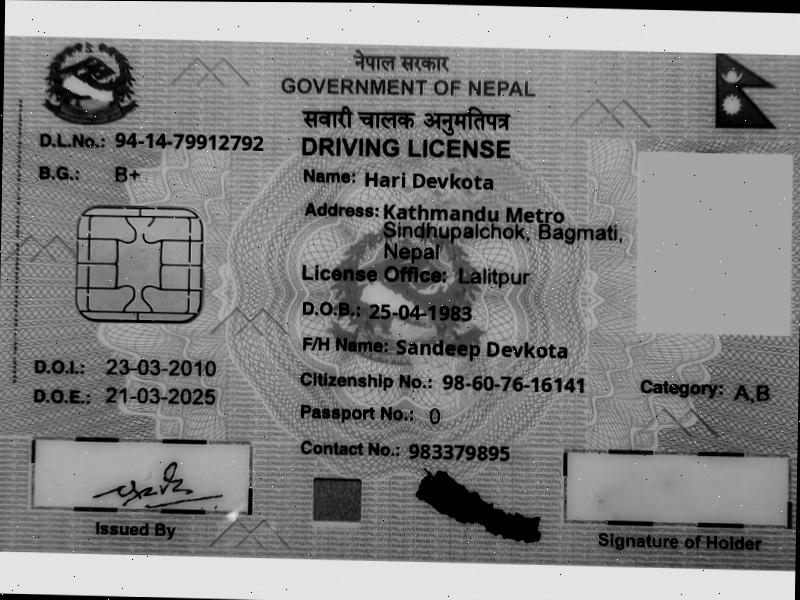 नेपाल सरकार
GOVERNMENT OF NEPAL
सवारी चालक अनुमतिपत्र
DRIVING LICENSE
D.L.No.: 94-14-79912792
B.G.: B+
Name: Hari Devkota
Address: Kathmandu Metro
Sindhupalchok, Bagmati,
Nepal
License Office: Lalitpur
D.O.B.: 25-04-1983
F/H Name: Sandeep Devkota
D.O.I.: 23-03-2010
D.O.E.: 21-03-2025
Citizenship No.: 98-60-76-16141
Category: A,B
Passport No.: 0
Contact No.: 983379895
Issued By
Signature of Holder